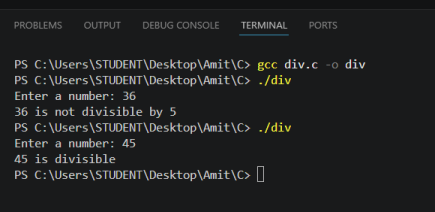 PROBLEMS OUTPUT DEBUG CONSOLE TERMINAL PORTS
PS C:\Users\STUDENT\Desktop\Amit\C> gcc div.c -o div
PS C:\Users\STUDENT\Desktop\Amit\C> ./div
Enter a number: 36
36 is not divisible by 5
PS C:\Users\STUDENT\Desktop\Amit\C> ./div
Enter a number: 45
45 is divisible
PS C:\Users\STUDENT\Desktop\Amit\C>